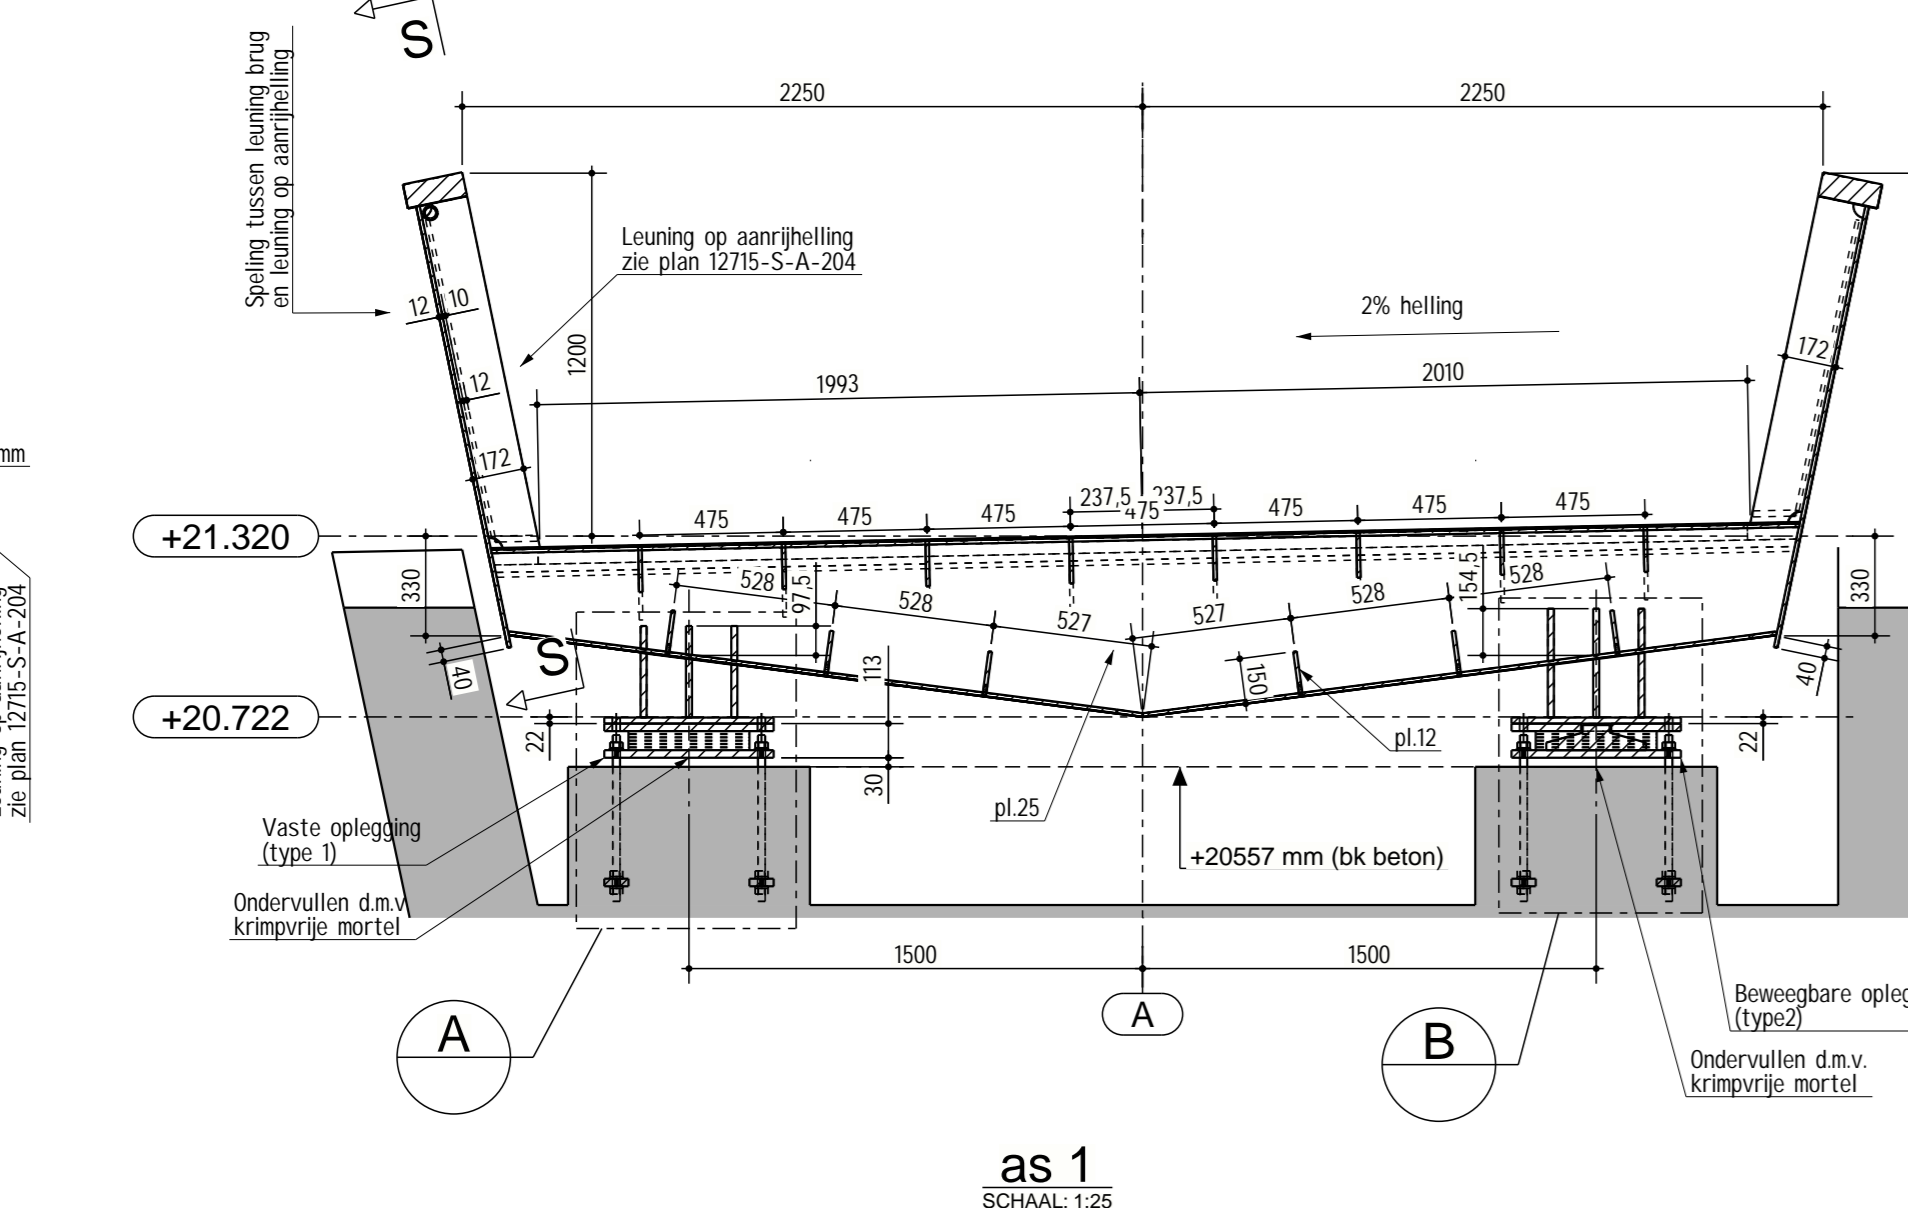 S
Speling tussen leuning brug
en leuning op aanrijhelling
2250
2250
Leuning op aanrijhelling
zie plan 12715-S-A-204
12
10
1200
2% helling
172
12
1993
2010
mm
172
237,5
237,5
475
475
475
475
475
475
475
+21.320
330
528
97,5
528
527
527
528
154,5
528
330
zie plan 12715-S-A-204
S
40
113
150
40
+20.722
22
pl.12
22
30
pl.25
Vaste oplegging
(type 1)
+20557 mm (bk beton)
Ondervullen d.m.v
krimpvrije mortel
1500
1500
A
A
B
Beweegbare opleg
(type2)
Ondervullen d.m.v.
krimpvrije mortel
as 1
SCHAAL: 1:25